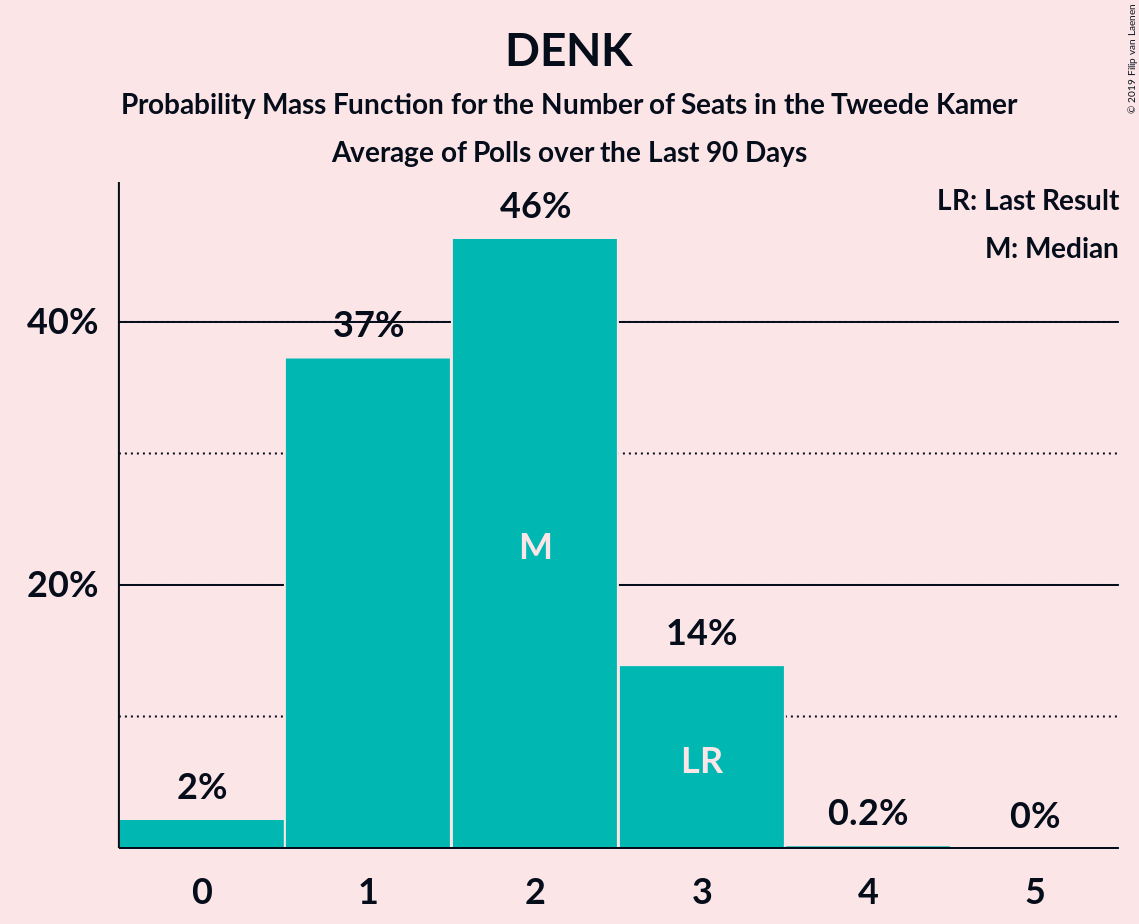 DENK
Probability Mass Function for the Number of Seats in the Tweede Kamer
Average of Polls over the Last 90 Days
© 2019 Filip van Laenen
LR: Last Result
M: Median
46%
40%
37%
M
20%
14%
LR
2%
0.2%
0%
0 1 2 3 4 5